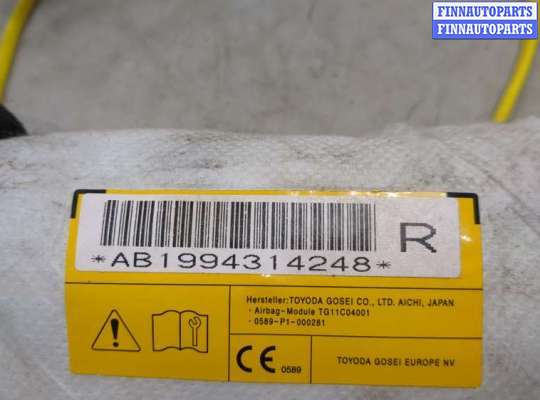 FINNAUTOPARTS
FINNAUTOPARTS
R
*AB1994314248*
Hersteller:TOYODA GOSEI CO., LTD. AICHI, JAPAN
· Airbag-Module TG11C04001
· 0589-P1-000281
CE 0589
TOYODA GOSEI EUROPE NV